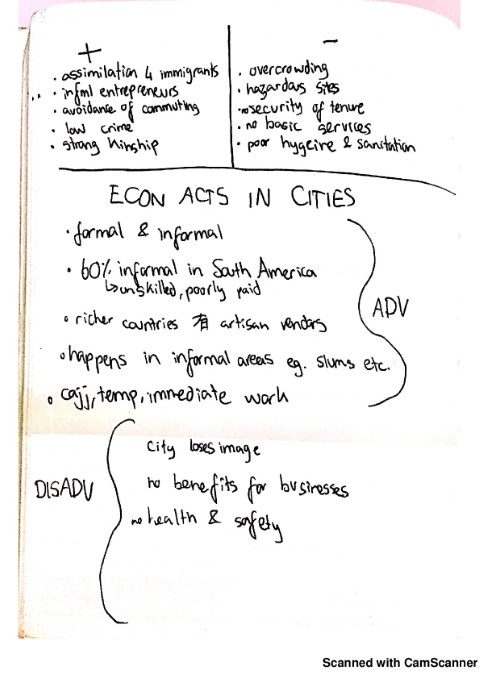 +
· assimilation 4 immigrants
· infml entrepreneurs
· avoidance of commuting
· low crime
· strong kinship
-
· overcrowding
· hazardous sites
· no security of tenure
· no basic services
· poor hygeine & sanitation
ECON ACTS IN CITIES
· formal & informal
· 60% informal in South America
↳ unskilled, poorly paid
· richer countries 有 artisan vendors
· happens in informal areas eg. slums etc.
· temp, immediate work
ADV
DISADV
City loses image
no benefits for businesses
no health & safety
Scanned with CamScanner